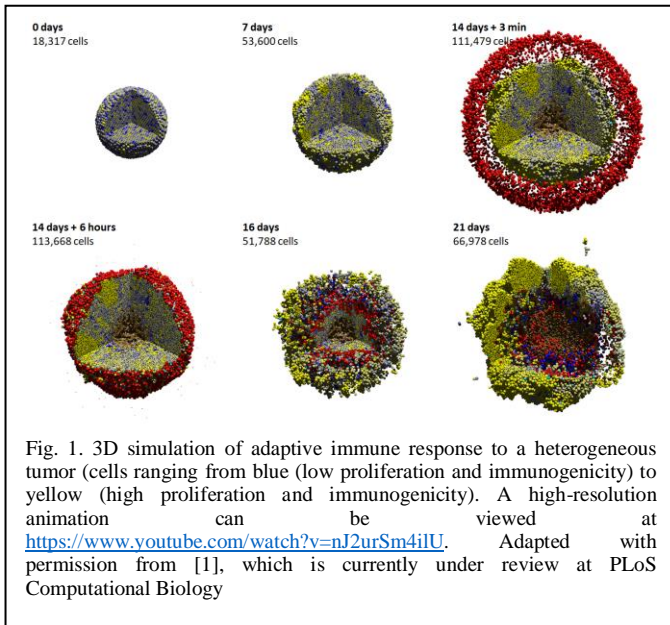 0 days
18,317 cells
7 days
53,600 cells
14 days + 3 min
111,479 cells
14 days + 6 hours
113,668 cells
16 days
51,788 cells
21 days
66,978 cells
Fig. 1. 3D simulation of adaptive immune response to a heterogeneous
tumor (cells ranging from blue (low proliferation and immunogenicity) to
yellow (high proliferation and immunogenicity). A high-resolution
animation can be viewed at
https://www.youtube.com/watch?v=nJ2urSm4ilU. Adapted with
permission from [1], which is currently under review at PLoS
Computational Biology